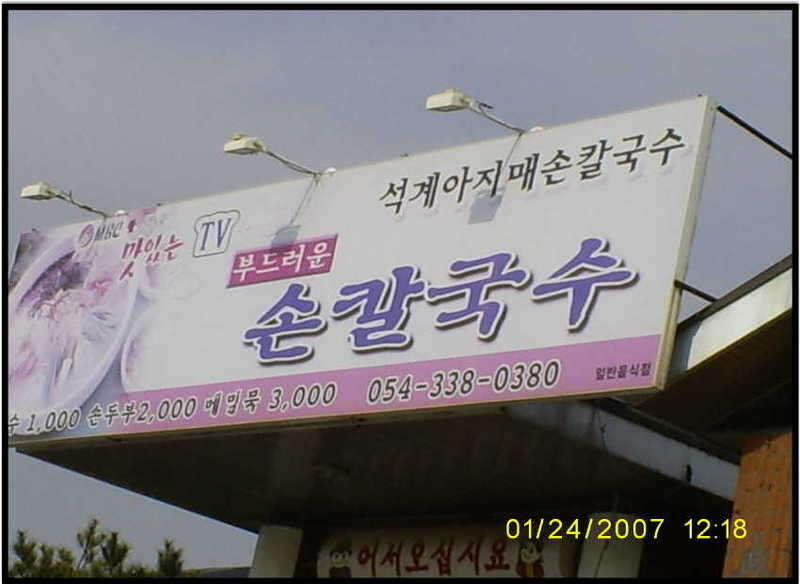 석계아지매손칼국수
MBC
맛있는 TV
부드러운
손칼국수
수 1,000 손두부2,000 메밀묵 3,000 054-338-0380 일반음식점
어서오십시요
01/24/2007 12:18